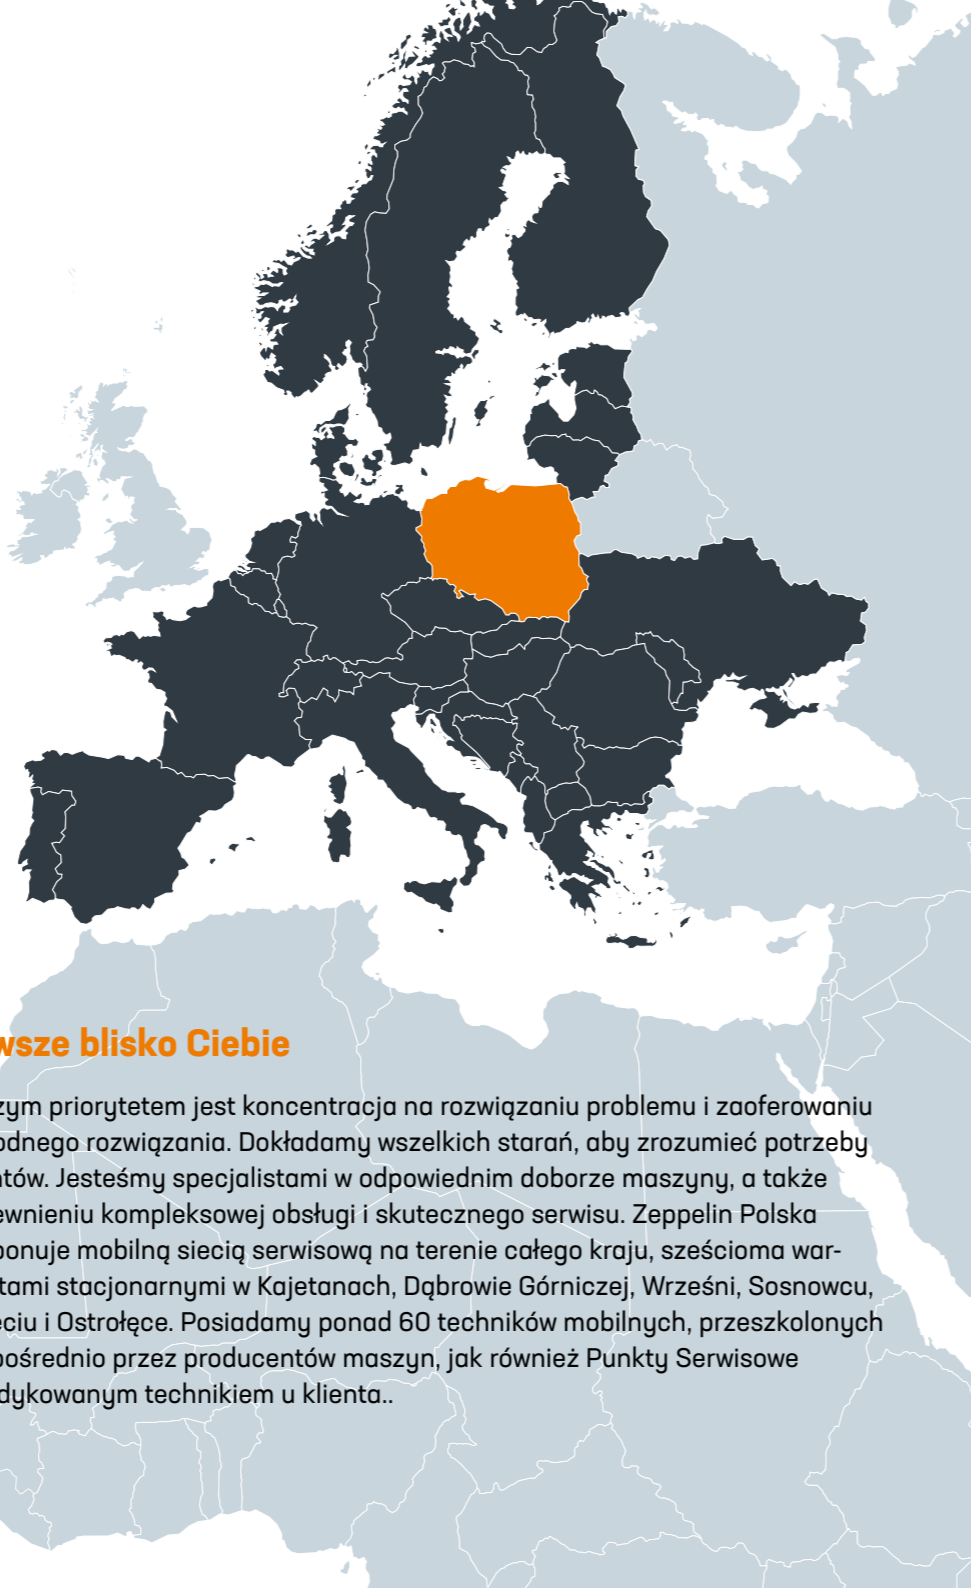 wsze blisko Ciebie
zym priorytetem jest koncentracja na rozwiązaniu problemu i zaoferowaniu
odnego rozwiązania. Dokładamy wszelkich starań, aby zrozumieć potrzeby
ntów. Jesteśmy specjalistami w odpowiednim doborze maszyny, a także
ewnieniu kompleksowej obsługi i skutecznego serwisu. Zeppelin Polska
ponuje mobilną siecią serwisową na terenie całego kraju, sześcioma war-
tami stacjonarnymi w Kajetanach, Dąbrowie Górniczej, Wrześni, Sosnowcu,
eciu i Ostrołęce. Posiadamy ponad 60 techników mobilnych, przeszkolonych
pośrednio przez producentów maszyn, jak również Punkty Serwisowe
dykowanym technikiem u klienta..